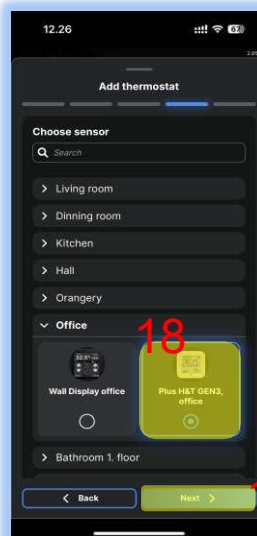 12.26
67
Add thermostat
Choose sensor
Search
> Living room
> Dinning room
> Kitchen
> Hall
> Orangery
Office
18
Wall Display office
Plus H&T GEN3, office
> Bathroom 1. floor
< Back
Next >